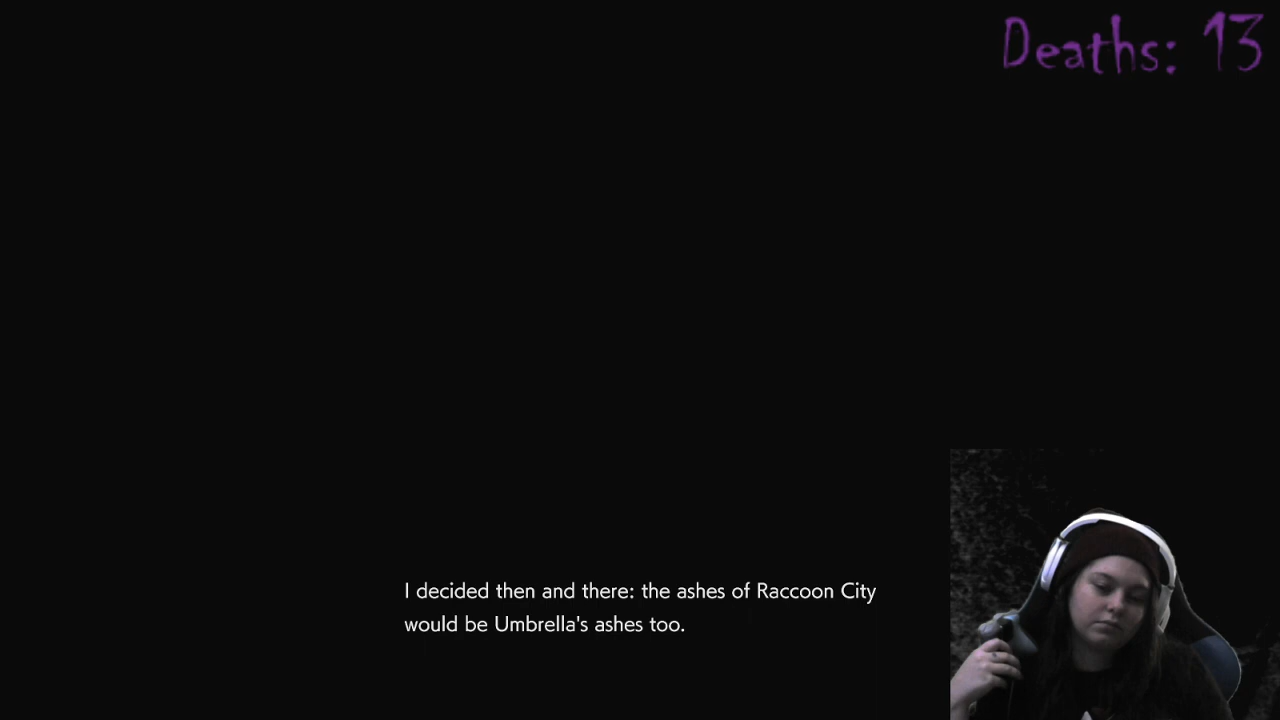 Deaths: 13
I decided then and there: the ashes of Raccoon City
would be Umbrella's ashes too.